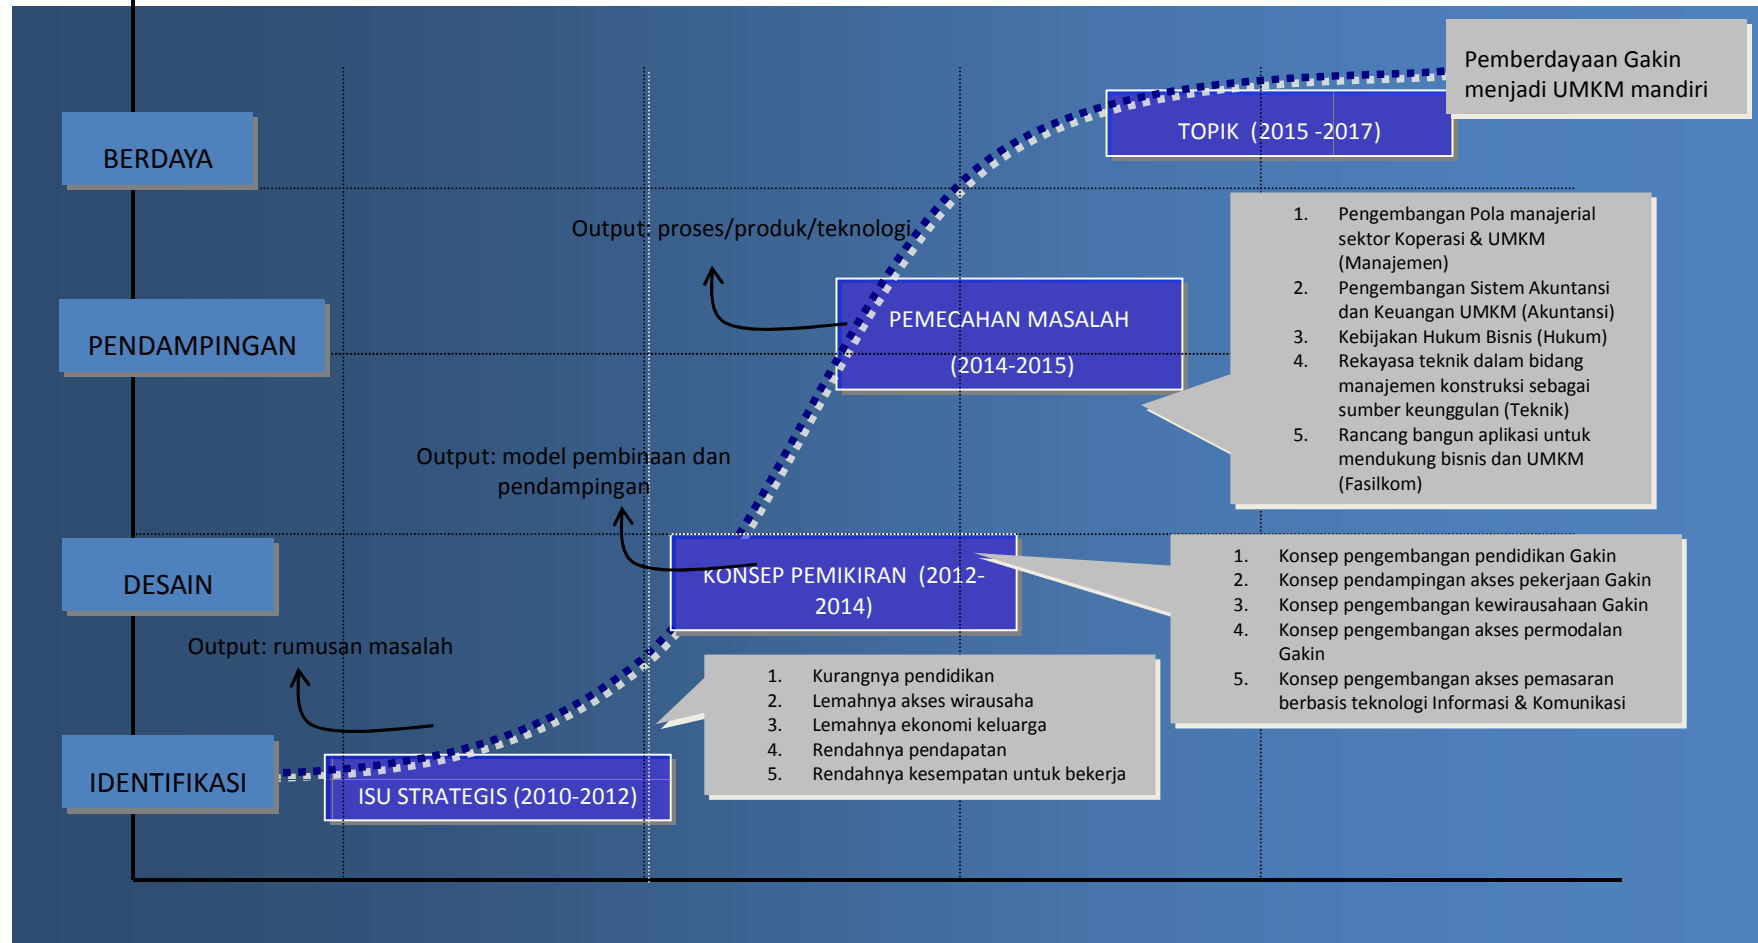 Pemberdayaan Gakin
menjadi UMKM mandiri
TOPIK (2015 -2017)
BERDAYA
Output: proses/produk/teknologi
1. Pengembangan Pola manajerial
sektor Koperasi & UMKM
(Manajemen)
2. Pengembangan Sistem Akuntansi
dan Keuangan UMKM (Akuntansi)
3. Kebijakan Hukum Bisnis (Hukum)
4. Rekayasa teknik dalam bidang
manajemen konstruksi sebagai
sumber keunggulan (Teknik)
5. Rancang bangun aplikasi untuk
mendukung bisnis dan UMKM
(Fasilkom)
PENDAMPINGAN
PEMECAHAN MASALAH
(2014-2015)
Output: model pembinaan dan
pendampingan
DESAIN
KONSEP PEMIKIRAN (2012-
2014)
1. Konsep pengembangan pendidikan Gakin
2. Konsep pendampingan akses pekerjaan Gakin
3. Konsep pengembangan kewirausahaan Gakin
4. Konsep pengembangan akses permodalan
Gakin
5. Konsep pengembangan akses pemasaran
berbasis teknologi Informasi & Komunikasi
Output: rumusan masalah
1. Kurangnya pendidikan
2. Lemahnya akses wirausaha
3. Lemahnya ekonomi keluarga
4. Rendahnya pendapatan
5. Rendahnya kesempatan untuk bekerja
IDENTIFIKASI
ISU STRATEGIS (2010-2012)